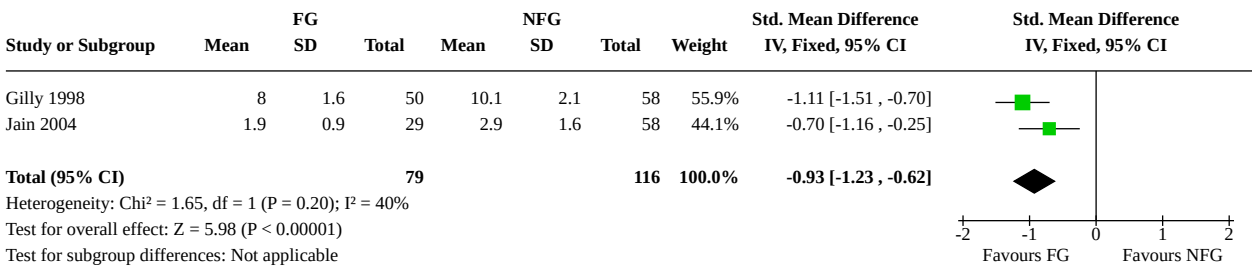 FG NFG Std. Mean Difference Std. Mean Difference
Study or Subgroup Mean SD Total Mean SD Total Weight IV, Fixed, 95% CI IV, Fixed, 95% CI
Gilly 1998 8 1.6 50 10.1 2.1 58 55.9% -1.11 [-1.51 , -0.70]
Jain 2004 1.9 0.9 29 2.9 1.6 58 44.1% -0.70 [-1.16 , -0.25]
Total (95% CI) 79 116 100.0% -0.93 [-1.23 , -0.62]
Heterogeneity: Chi² = 1.65, df = 1 (P = 0.20); I² = 40%
Test for overall effect: Z = 5.98 (P < 0.00001)
Test for subgroup differences: Not applicable
-2 -1 0 1 2
Favours FG Favours NFG